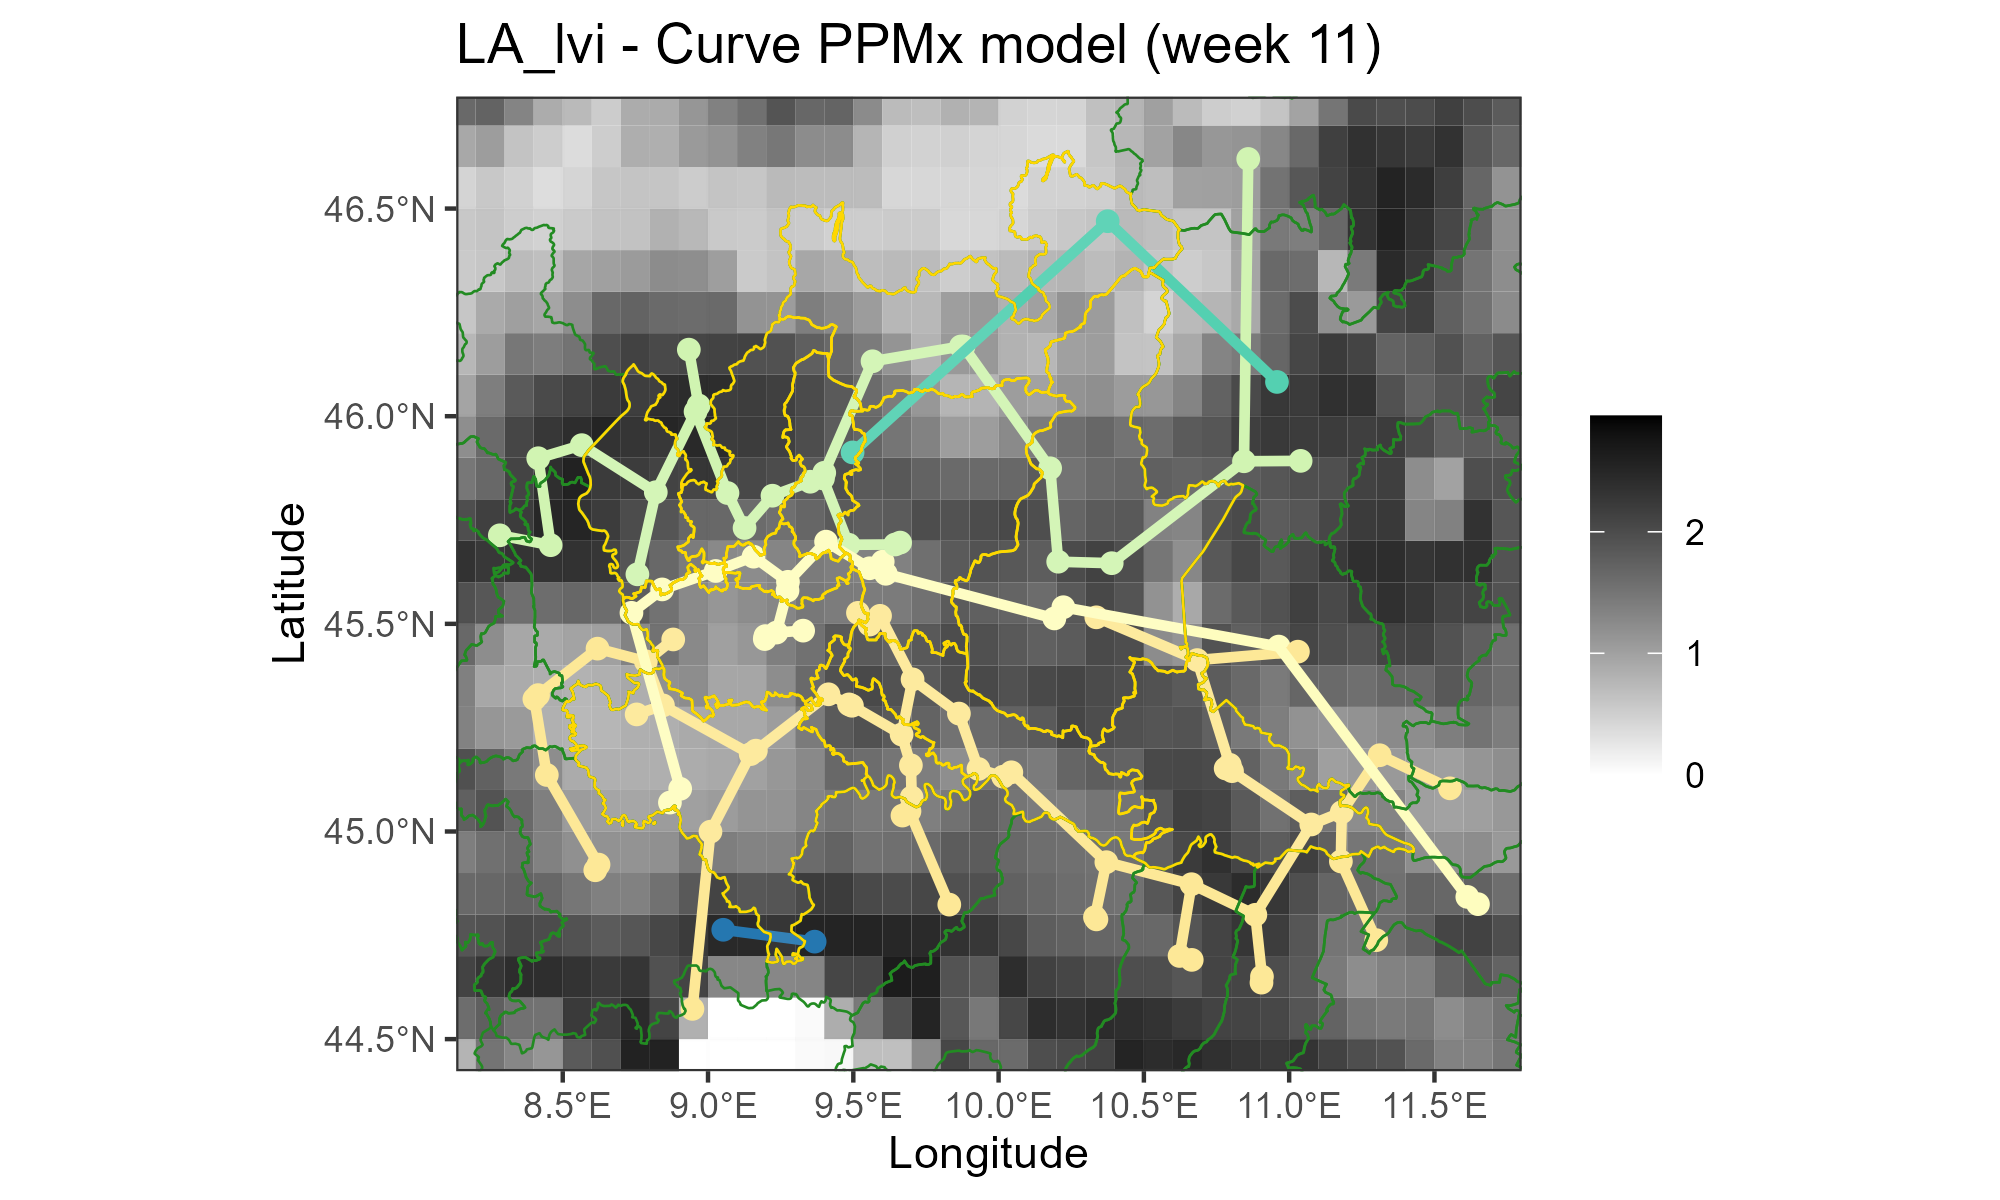 LA_lvi - Curve PPMx model (week 11)
46.5°N
46.0°N
45.5°N
45.0°N
44.5°N
Latitude
8.5°E 9.0°E 9.5°E 10.0°E 10.5°E 11.0°E 11.5°E
Longitude
2
1
0